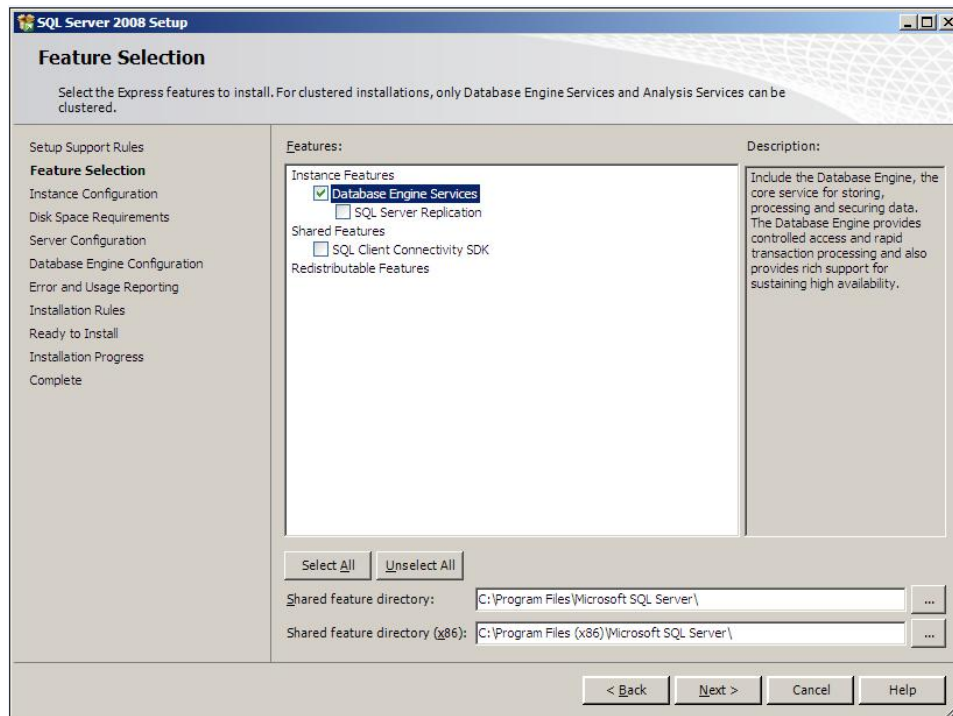 SQL Server 2008 Setup
Feature Selection
Select the Express features to install. For clustered installations, only Database Engine Services and Analysis Services can be
clustered.
Setup Support Rules
Feature Selection
Instance Configuration
Disk Space Requirements
Server Configuration
Database Engine Configuration
Error and Usage Reporting
Installation Rules
Ready to Install
Installation Progress
Complete
Features:
Instance Features
Database Engine Services
SQL Server Replication
Shared Features
SQL Client Connectivity SDK
Redistributable Features
Description:
Include the Database Engine, the
core service for storing,
processing and securing data.
The Database Engine provides
controlled access and rapid
transaction processing and also
provides rich support for
sustaining high availability.
Select All
Unselect All
Shared feature directory:
C:\Program Files\Microsoft SQL Server\
...
Shared feature directory (x86):
C:\Program Files (x86)\Microsoft SQL Server\
...
< Back
Next >
Cancel
Help